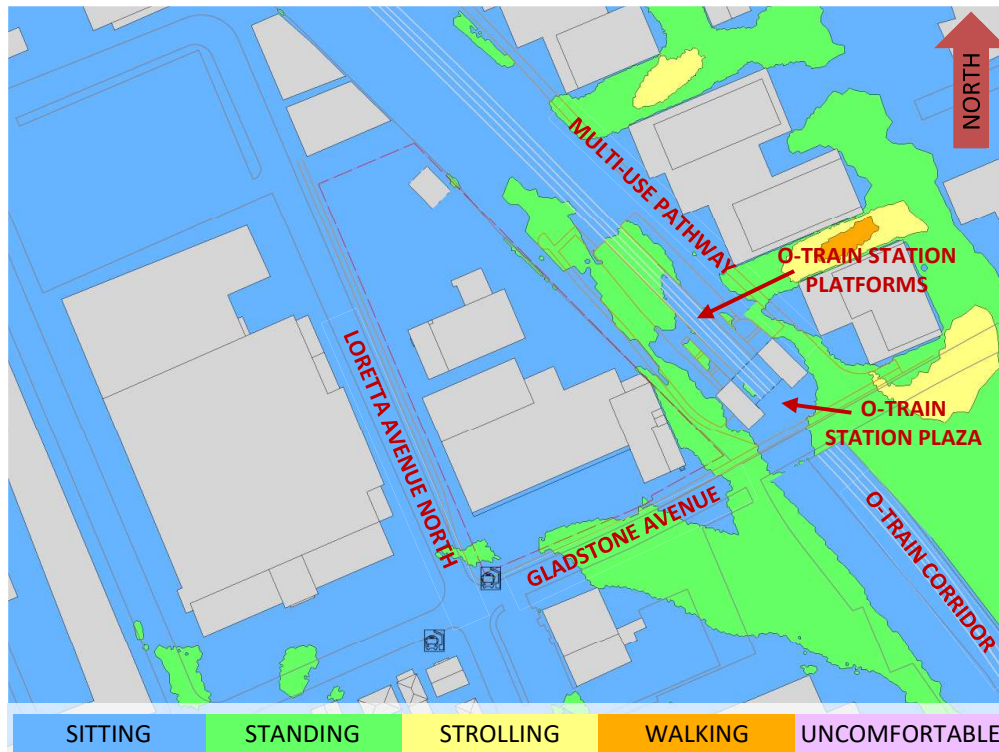 NORTH
MULTI-USE PATHWAY
O-TRAIN STATION
PLATFORMS
LORETTA AVENUE NORTH
O-TRAIN
STATION PLAZA
GLADSTONE AVENUE
O-TRAIN CORRIDOR
SITTING
STANDING
STROLLING
WALKING
UNCOMFORTABLE